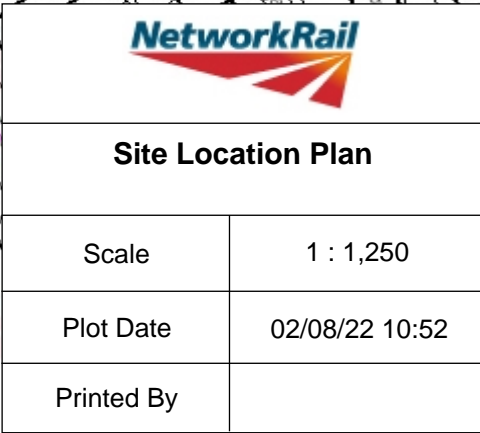 NetworkRail
Site Location Plan
Scale 1 : 1,250
Plot Date 02/08/22 10:52
Printed By